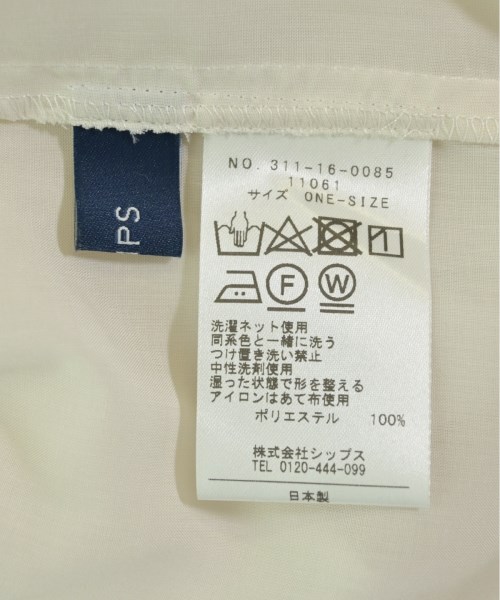 NO. 311-16-0085
11061
サイズ ONE-SIZE
F
W
洗濯ネット使用
同系色と一緒に洗う
つけ置き洗い禁止
中性洗剤使用
湿った状態で形を整える
アイロンはあて布使用
ポリエステル 100%
株式会社シップス
TEL 0120-444-099
日本製
IPS